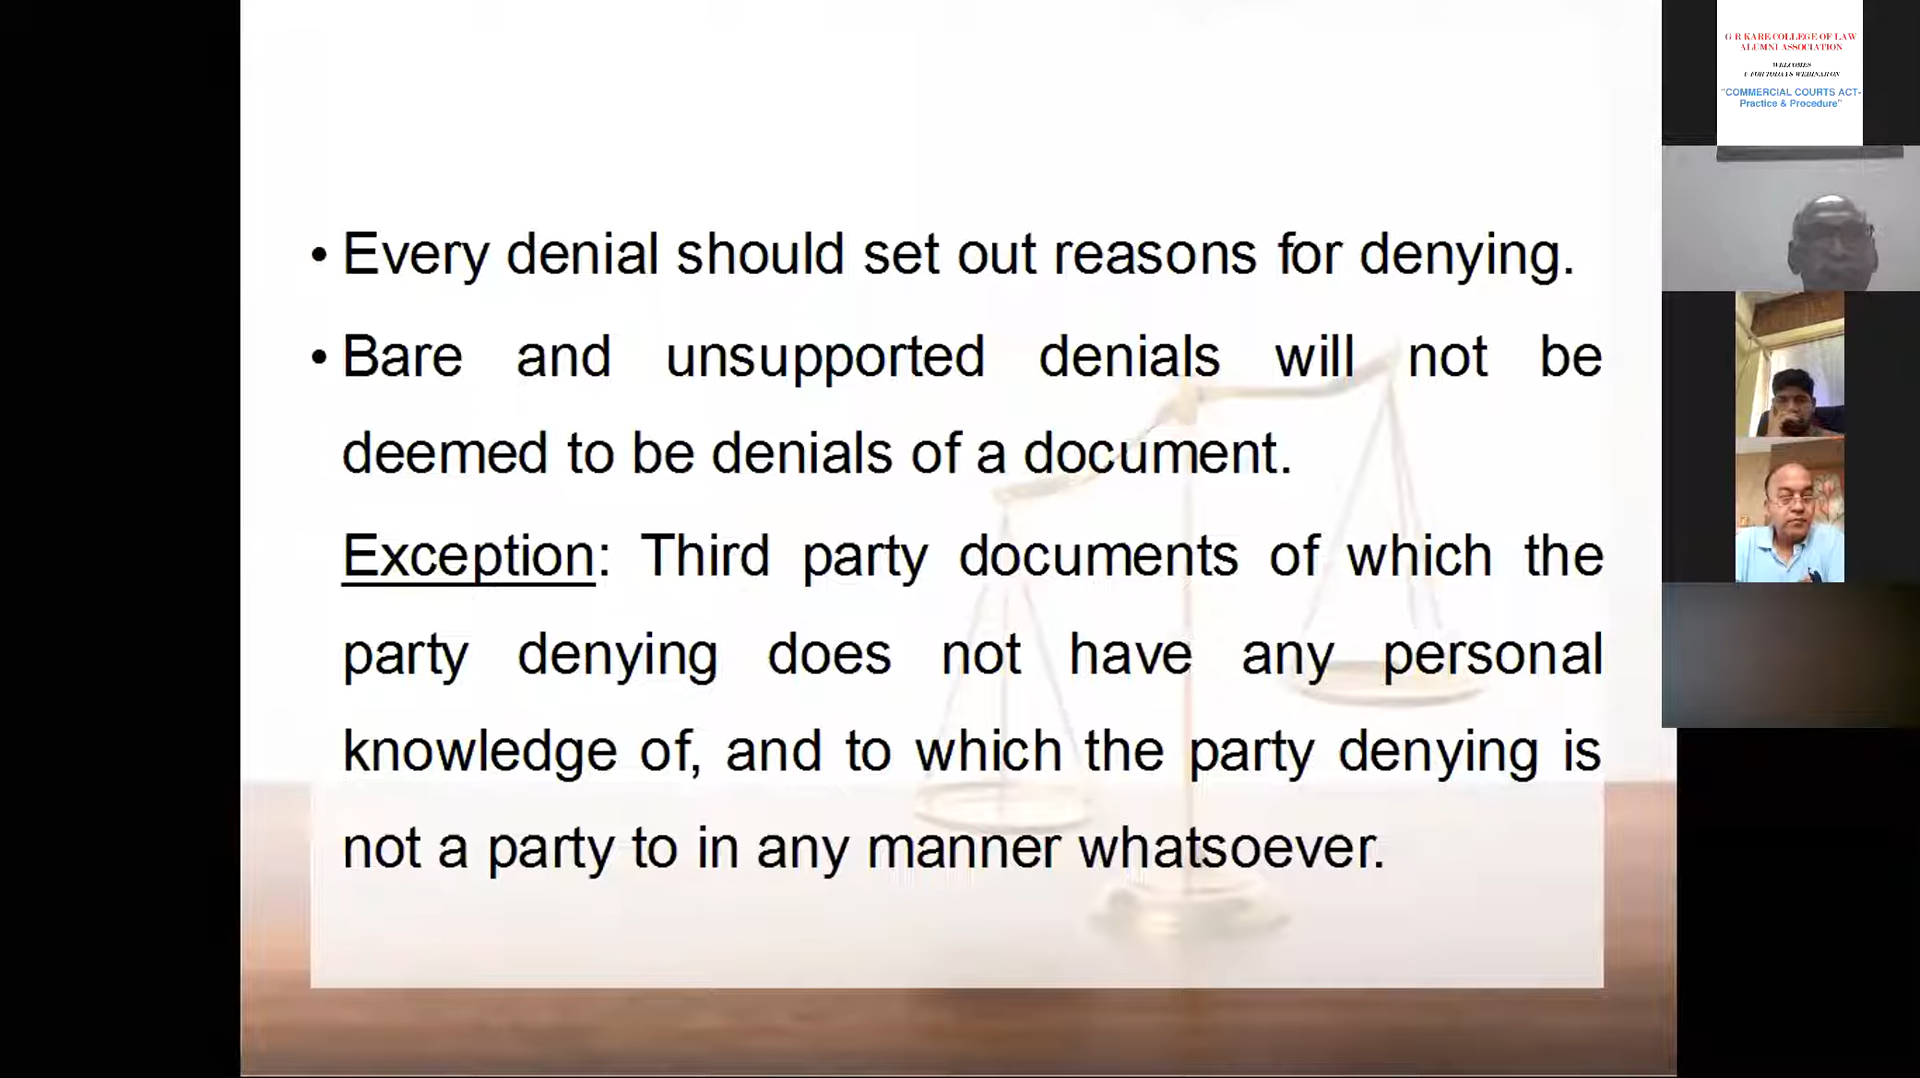 • Every denial should set out reasons for denying.
• Bare and unsupported denials will not be
deemed to be denials of a document.
Exception: Third party documents of which the
party denying does not have any personal
knowledge of, and to which the party denying is
not a party to in any manner whatsoever.
G R KARE COLLEGE OF LAW
ALUMNI ASSOCIATION
WELCOMES
U FOR TODAYS WEBINAR ON
"COMMERCIAL COURTS ACT-
Practice & Procedure"